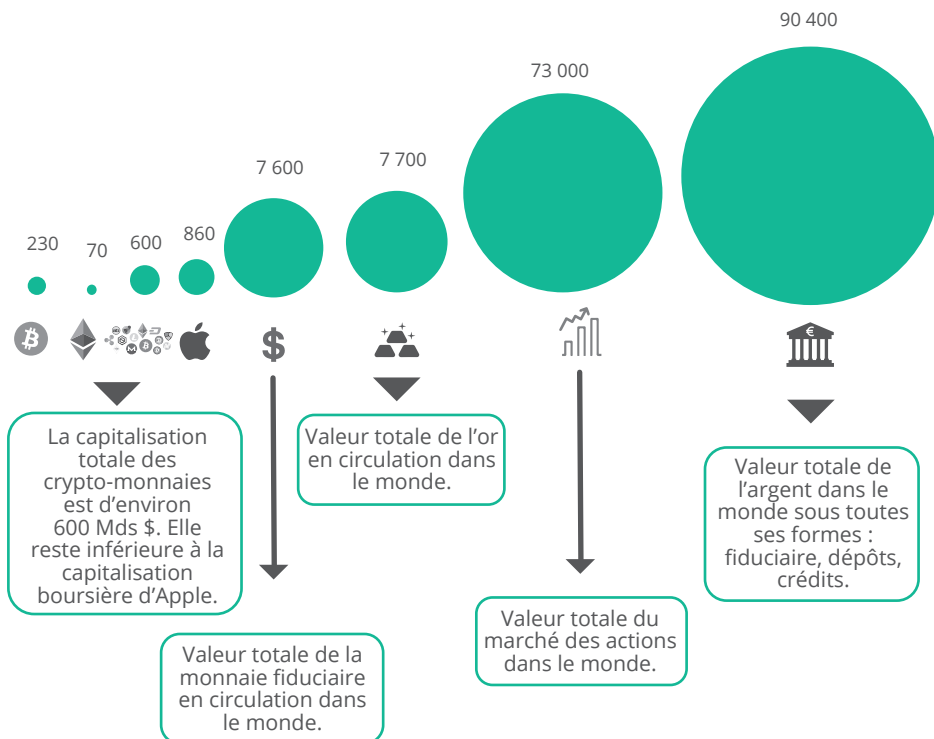 90 400
73 000
7 600
7 700
230
70
600
860
$
€
La capitalisation
totale des
crypto-monnaies
est d’environ
600 Mds $. Elle
reste inférieure à la
capitalisation
boursière d’Apple.
Valeur totale de la
monnaie fiduciaire
en circulation dans
le monde.
Valeur totale de l’or
en circulation dans
le monde.
Valeur totale du
marché des actions
dans le monde.
Valeur totale de
l’argent dans le
monde sous toutes
ses formes :
fiduciaire, dépôts,
crédits.